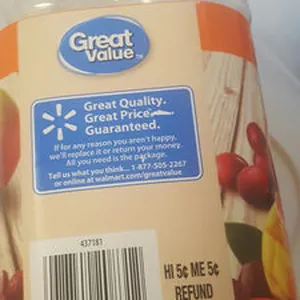 Great
Value™
Great Quality.
Great Price.
Guaranteed.
If for any reason you aren't happy,
we'll replace it or return your money.
All you need is the package.
Tell us what you think... 1-877-505-2267
or online at walmart.com/greatvalue
437181
HI 5¢ ME 5¢
REFUND